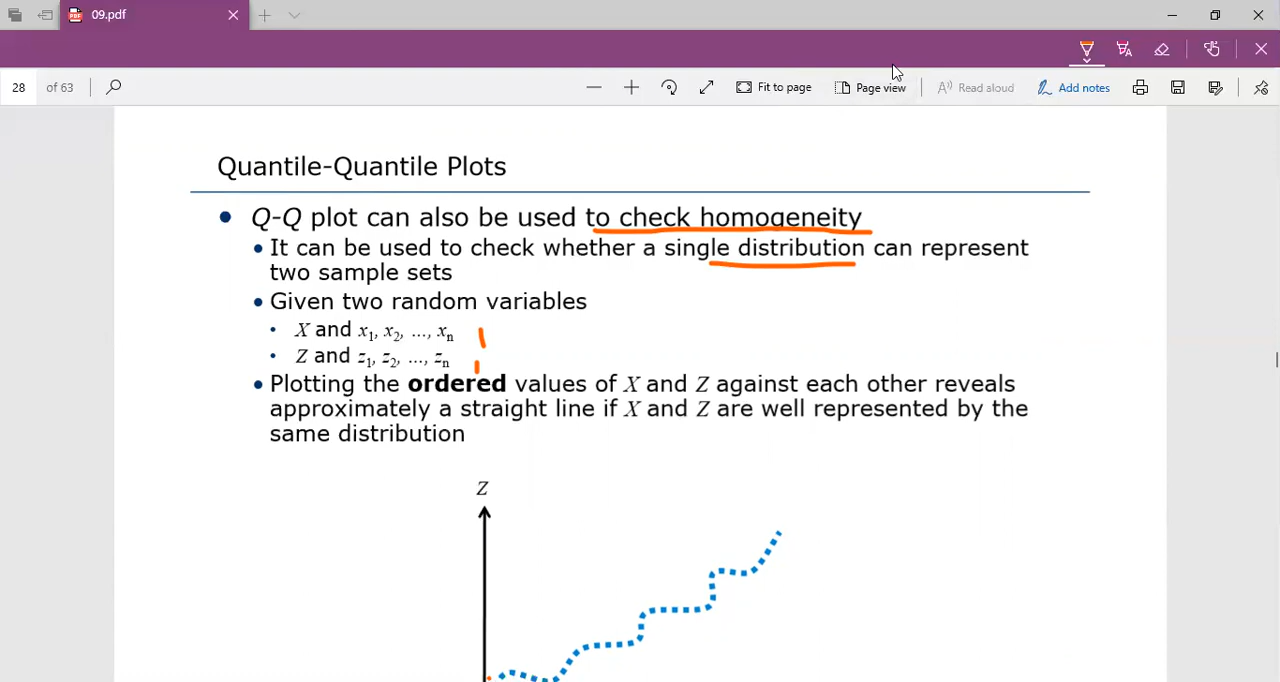 09.pdf
28 of 63 Fit to page Page view Read aloud Add notes
Quantile-Quantile Plots
Q-Q plot can also be used to check homogeneity
It can be used to check whether a single distribution can represent
two sample sets
Given two random variables
X and x1, x2, ..., xn
Z and z1, z2, ..., zn
Plotting the ordered values of X and Z against each other reveals
approximately a straight line if X and Z are well represented by the
same distribution
Z